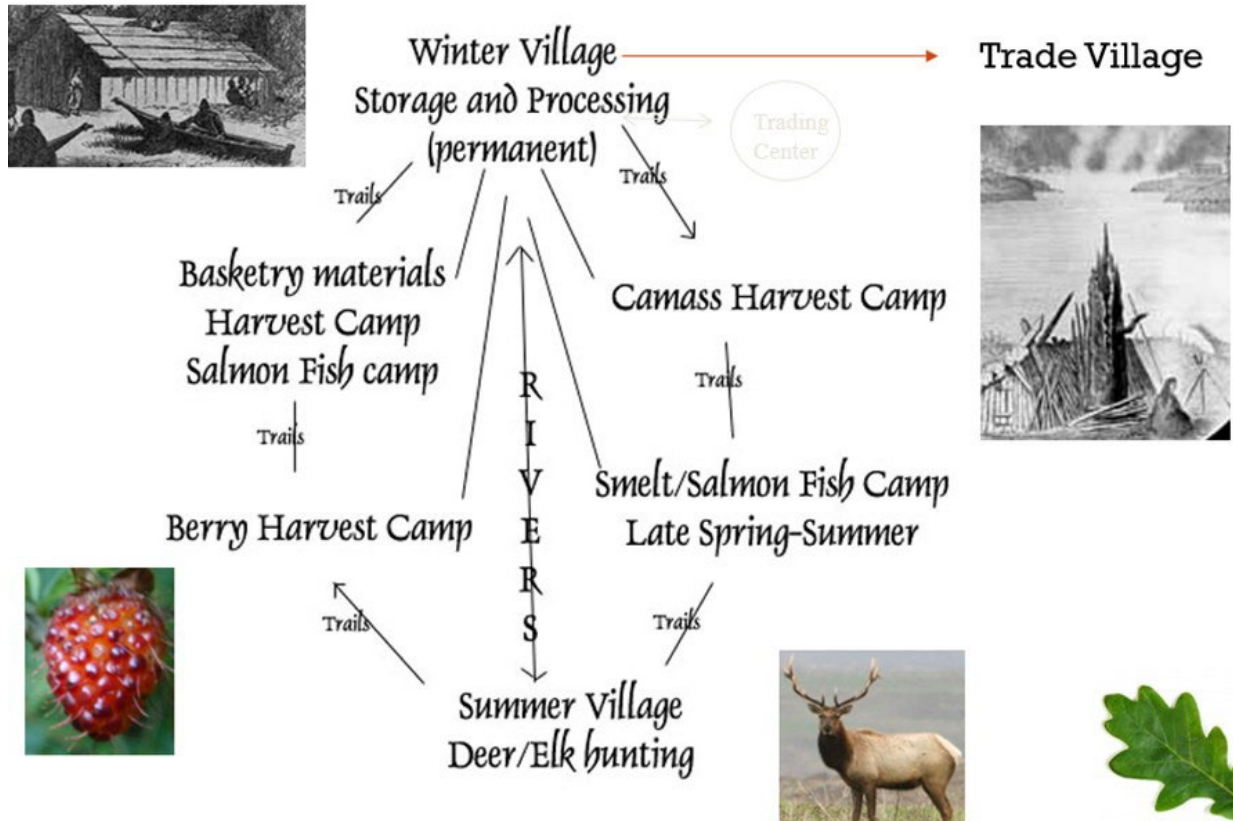 Winter Village
Storage and Processing
(permanent)
Trade Village
Trading
Center
Trails
Trails
Basketry materials
Harvest Camp
Salmon Fish camp
Camass Harvest Camp
RIVERS
Trails
Trails
Berry Harvest Camp
Smelt/Salmon Fish Camp
Late Spring-Summer
Trails
Trails
Summer Village
Deer/Elk hunting